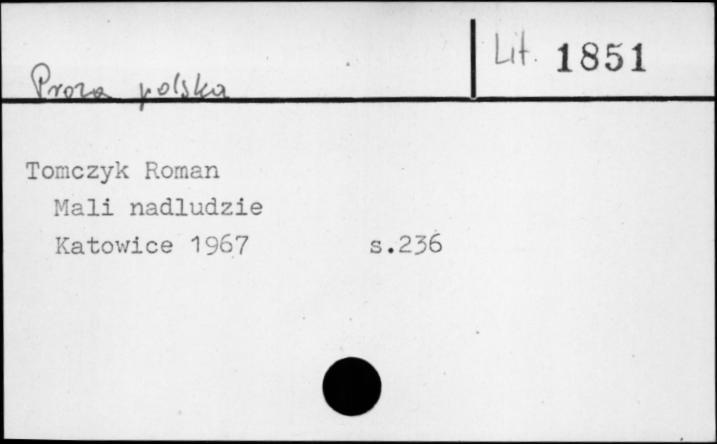 Lit. 1851
Proza polska
Tomczyk Roman
Mali nadludzie
Katowice 1967 s.236